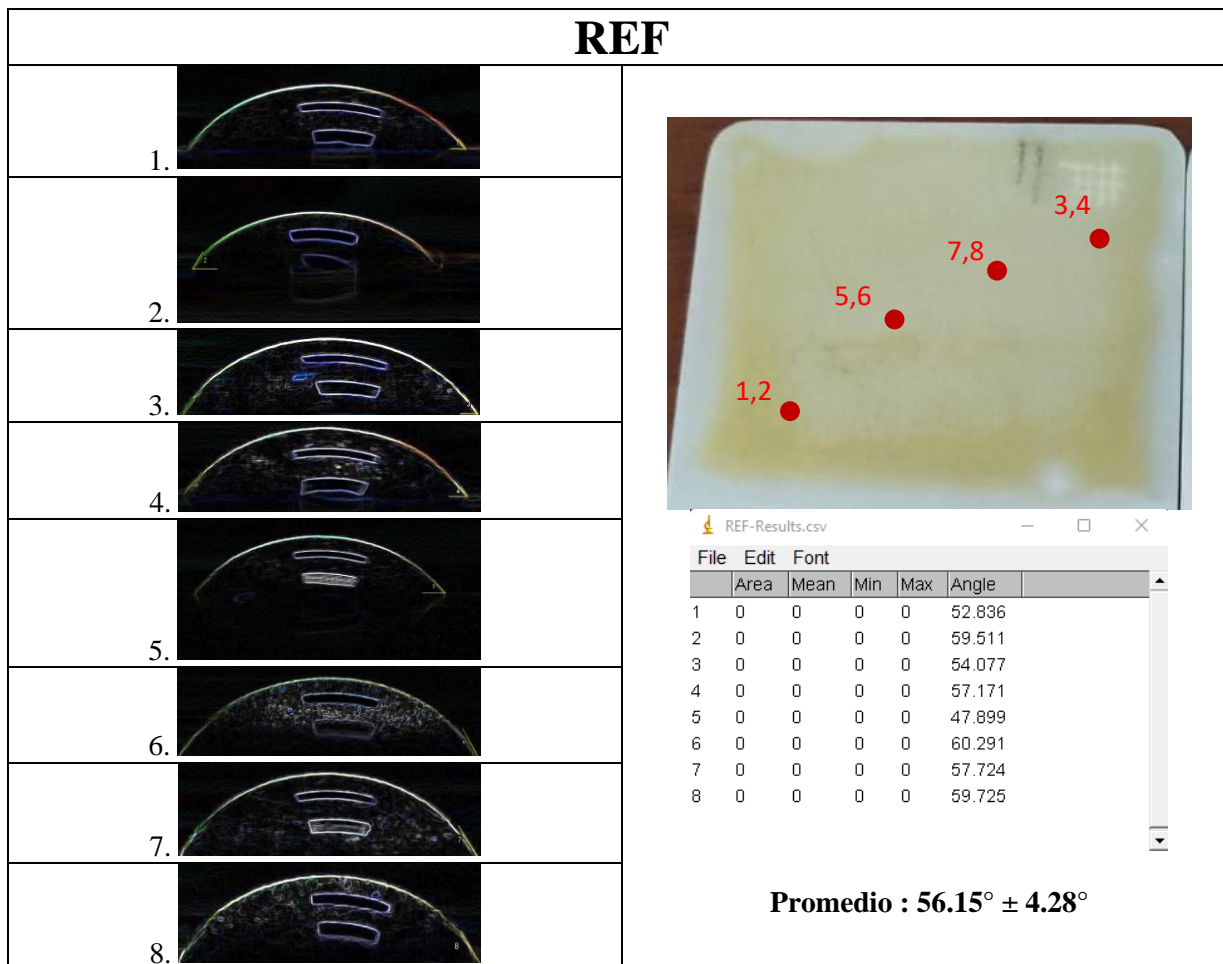 REF
1.
2.
3.
4.
5.
6.
7.
8.
3,4
7,8
5,6
1,2
REF-Results.csv
File Edit Font
Area Mean Min Max Angle
1 0 0 0 0 52.836
2 0 0 0 0 59.511
3 0 0 0 0 54.077
4 0 0 0 0 57.171
5 0 0 0 0 47.899
6 0 0 0 0 60.291
7 0 0 0 0 57.724
8 0 0 0 0 59.725
Promedio : 56.15° ± 4.28°